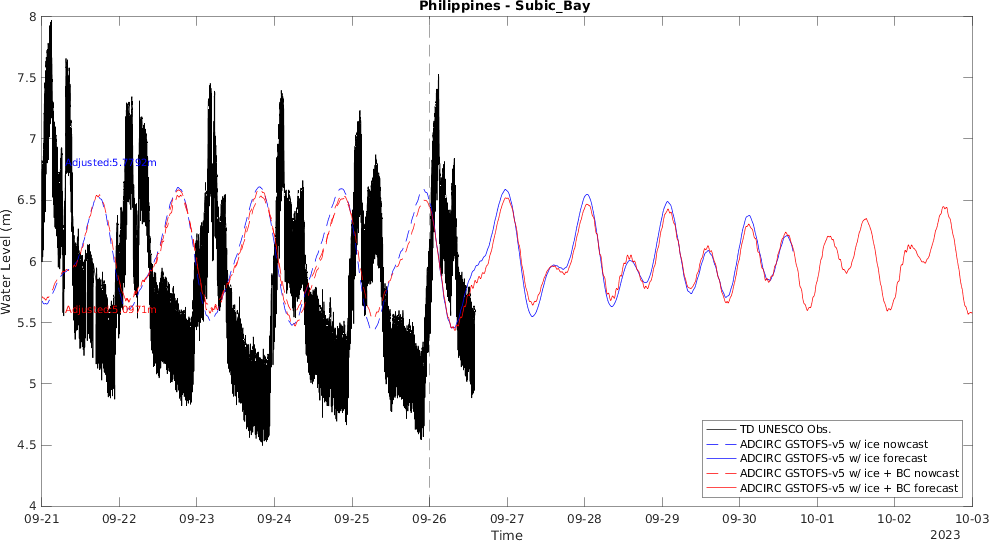 Philippines - Subic_Bay
8
7.5
7
6.5
6
5.5
5
4.5
4
Water Level (m)
TD UNESCO Obs.
ADCIRC GSTOFS-v5 w/ ice nowcast
ADCIRC GSTOFS-v5 w/ ice forecast
ADCIRC GSTOFS-v5 w/ ice + BC nowcast
ADCIRC GSTOFS-v5 w/ ice + BC forecast
09-21 09-22 09-23 09-24 09-25 09-26 09-27 09-28 09-29 09-30 10-01 10-02 10-03
Time
2023